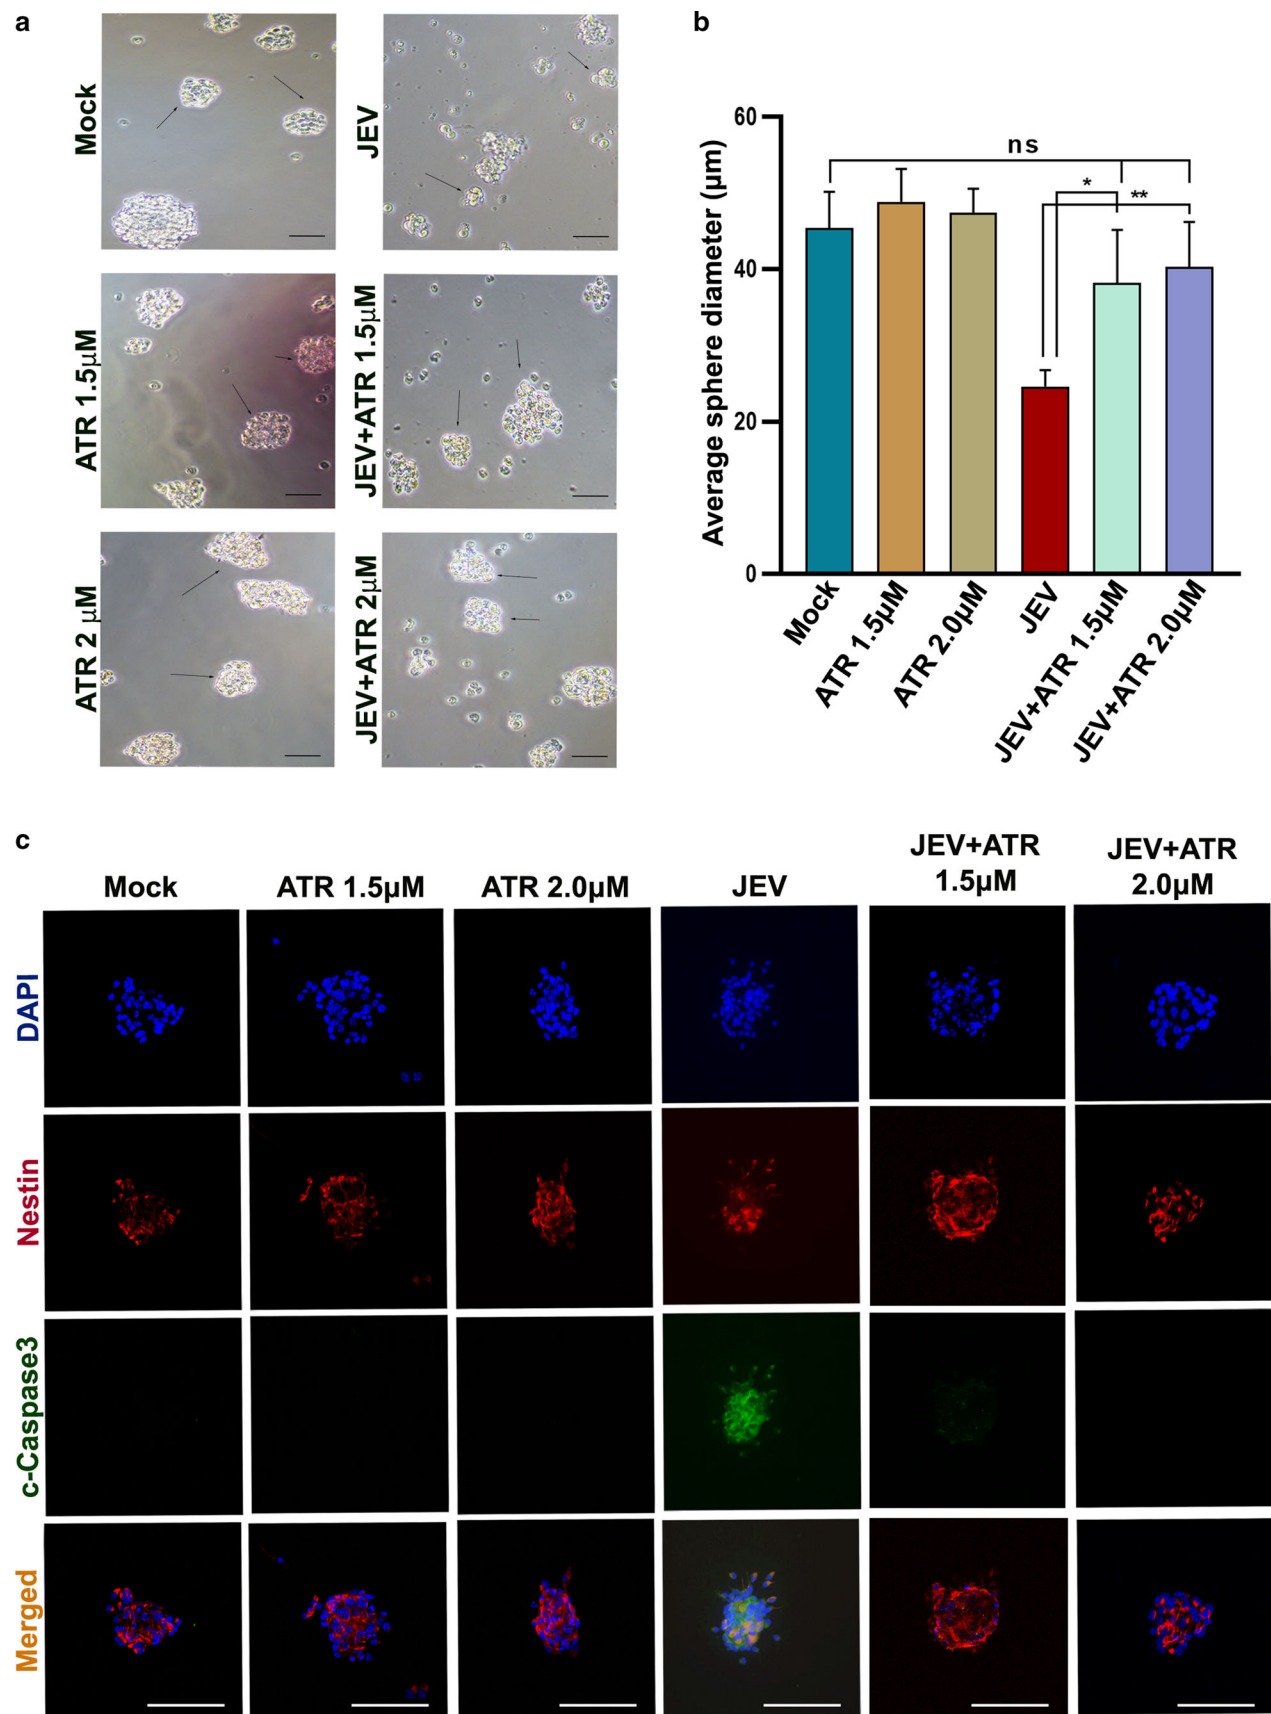 a
Mock
JEV
ATR 1.5μM
JEV+ATR 1.5μM
ATR 2 μM
JEV+ATR 2μM
b
Average sphere diameter (μm)
60
40
20
0
ns
*
**
Mock
ATR 1.5μM
ATR 2.0μM
JEV
JEV+ATR 1.5μM
JEV+ATR 2.0μM
c
Mock
ATR 1.5μM
ATR 2.0μM
JEV
JEV+ATR
1.5μM
JEV+ATR
2.0μM
DAPI
Nestin
c-Caspase3
Merged